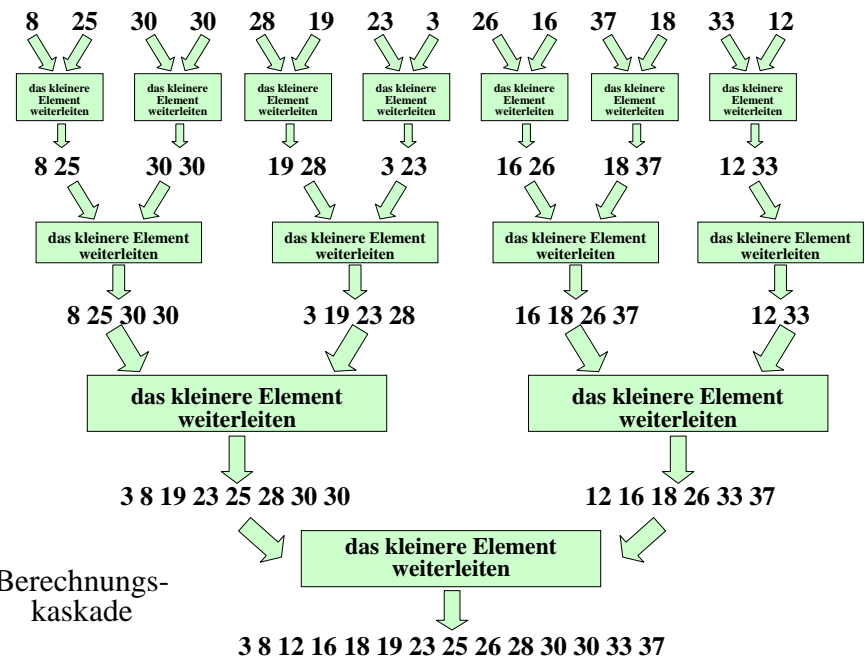 8 25 30 30 28 19 23 3 26 16 37 18 33 12
das kleinere
Element
weiterleiten
das kleinere
Element
weiterleiten
das kleinere
Element
weiterleiten
das kleinere
Element
weiterleiten
das kleinere
Element
weiterleiten
das kleinere
Element
weiterleiten
das kleinere
Element
weiterleiten
8 25 30 30 19 28 3 23 16 26 18 37 12 33
das kleinere Element
weiterleiten
das kleinere Element
weiterleiten
das kleinere Element
weiterleiten
das kleinere Element
weiterleiten
8 25 30 30 3 19 23 28 16 18 26 37 12 33
das kleinere Element
weiterleiten
das kleinere Element
weiterleiten
3 8 19 23 25 28 30 30 12 16 18 26 33 37
das kleinere Element
weiterleiten
Berechnungs-
kaskade
3 8 12 16 18 19 23 25 26 28 30 30 33 37